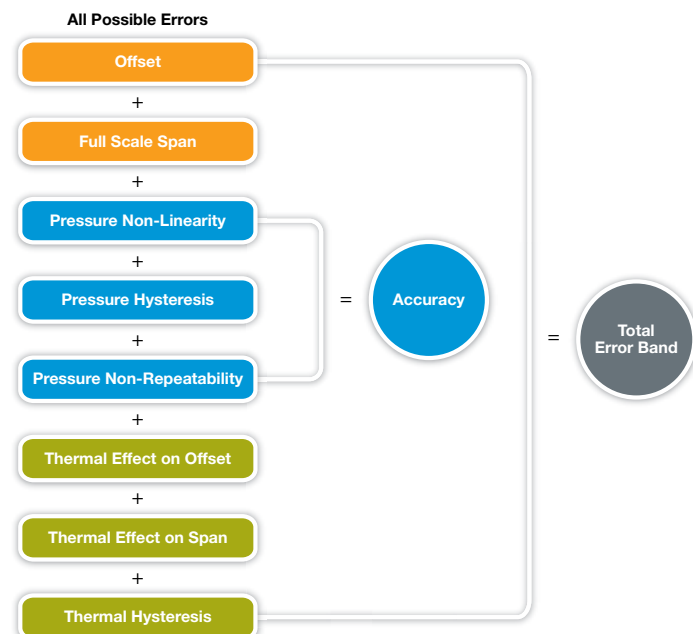 All Possible Errors
Offset
+
Full Scale Span
+
Pressure Non-Linearity
+
Pressure Hysteresis
+
Pressure Non-Repeatability
+
Thermal Effect on Offset
+
Thermal Effect on Span
+
Thermal Hysteresis
=
Accuracy
=
Total
Error Band